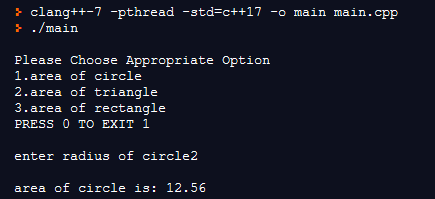 > clang++-7 -pthread -std=c++17 -o main main.cpp
> ./main
Please Choose Appropriate Option
1.area of circle
2.area of triangle
3.area of rectangle
PRESS 0 TO EXIT 1
enter radius of circle2
area of circle is: 12.56